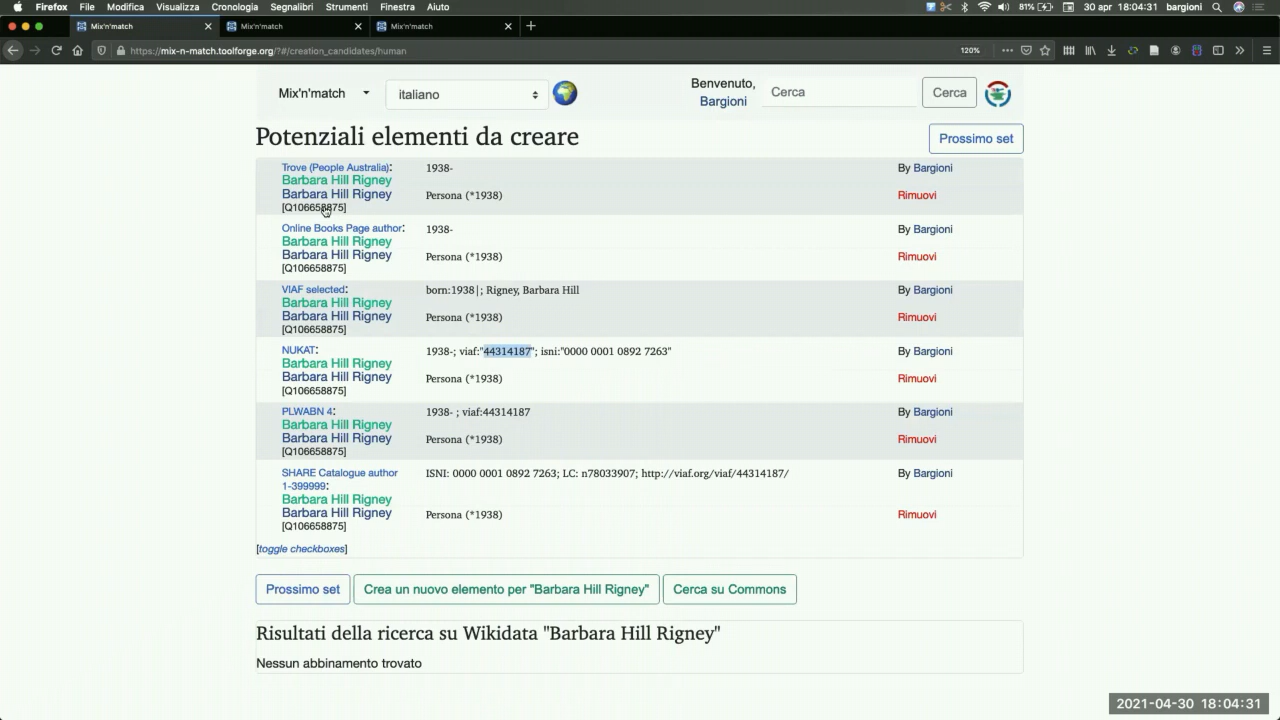 Firefox File Modifica Visualizza Cronologia Segnalibri Strumenti Finestra Aiuto 81% 30 apr 18:04:31 bargioni
Mix'n'match × Mix'n'match × Mix'n'match × +
https://mix-n-match.toolforge.org/?#/creation_candidates/human 120%
Mix'n'match italiano Benvenuto, Bargioni Cerca Cerca
Potenziali elementi da creare Prossimo set
Trove (People Australia): 1938- By Bargioni
Barbara Hill Rigney
Barbara Hill Rigney Persona (*1938) Rimuovi
[Q106658875]
Online Books Page author: 1938- By Bargioni
Barbara Hill Rigney
Barbara Hill Rigney Persona (*1938) Rimuovi
[Q106658875]
VIAF selected: born:1938|; Rigney, Barbara Hill By Bargioni
Barbara Hill Rigney
Barbara Hill Rigney Persona (*1938) Rimuovi
[Q106658875]
NUKAT: 1938-; viaf:"44314187"; isni:"0000 0001 0892 7263" By Bargioni
Barbara Hill Rigney
Barbara Hill Rigney Persona (*1938) Rimuovi
[Q106658875]
PLWABN 4: 1938- ; viaf:44314187 By Bargioni
Barbara Hill Rigney
Barbara Hill Rigney Persona (*1938) Rimuovi
[Q106658875]
SHARE Catalogue author ISNI: 0000 0001 0892 7263; LC: n78033907; http://viaf.org/viaf/44314187/ By Bargioni
1-399999:
Barbara Hill Rigney
Barbara Hill Rigney Persona (*1938) Rimuovi
[Q106658875]
[toggle checkboxes]
Prossimo set Crea un nuovo elemento per "Barbara Hill Rigney" Cerca su Commons
Risultati della ricerca su Wikidata "Barbara Hill Rigney"
Nessun abbinamento trovato
2021-04-30 18:04:31